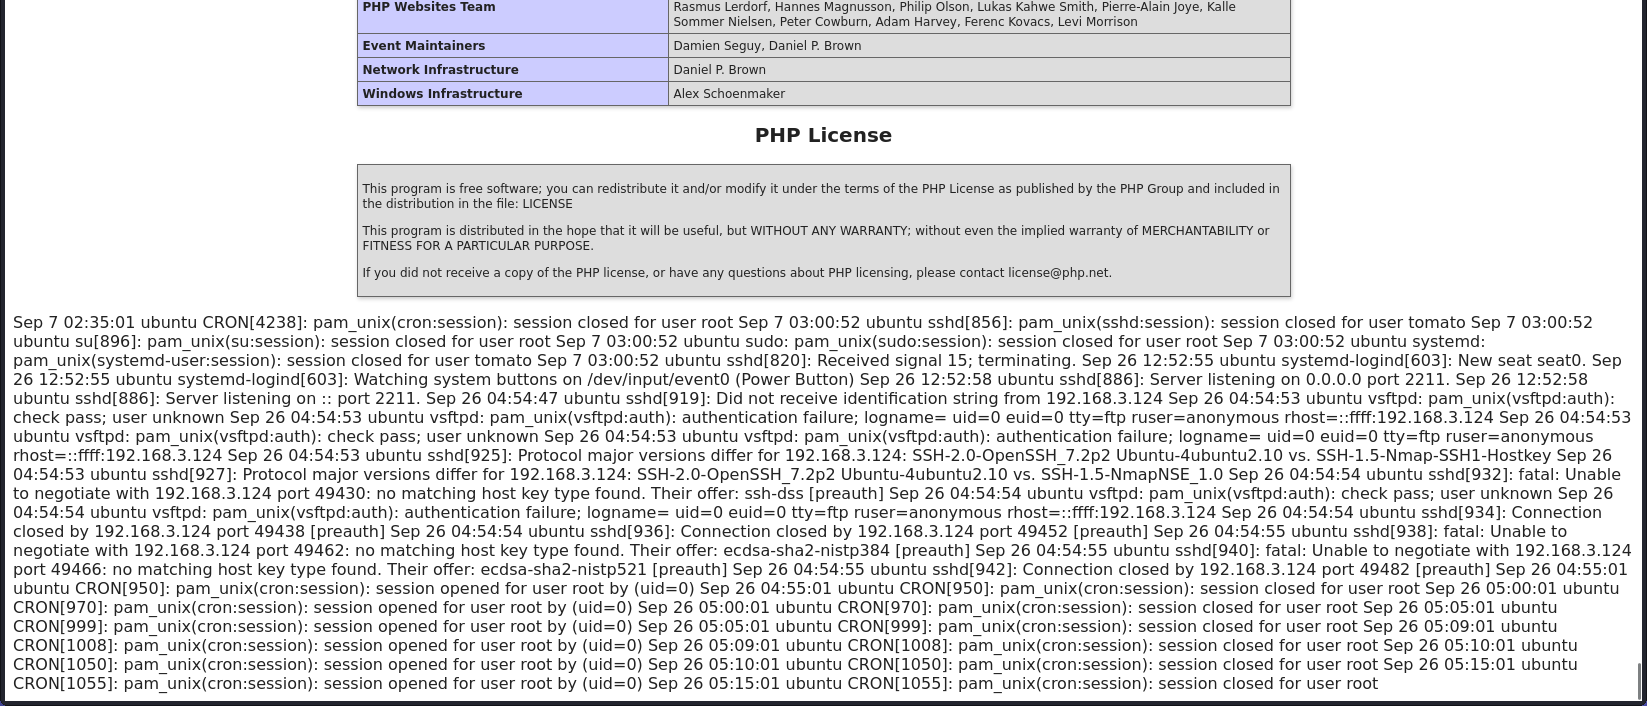 PHP Websites Team
Rasmus Lerdorf, Hannes Magnusson, Philip Olson, Lukas Kahwe Smith, Pierre-Alain Joye, Kalle
Sommer Nielsen, Peter Cowburn, Adam Harvey, Ferenc Kovacs, Levi Morrison
Event Maintainers
Damien Seguy, Daniel P. Brown
Network Infrastructure
Daniel P. Brown
Windows Infrastructure
Alex Schoenmaker
PHP License
This program is free software; you can redistribute it and/or modify it under the terms of the PHP License as published by the PHP Group and included in
the distribution in the file: LICENSE
This program is distributed in the hope that it will be useful, but WITHOUT ANY WARRANTY; without even the implied warranty of MERCHANTABILITY or
FITNESS FOR A PARTICULAR PURPOSE.
If you did not receive a copy of the PHP license, or have any questions about PHP licensing, please contact license@php.net.
Sep 7 02:35:01 ubuntu CRON[4238]: pam_unix(cron:session): session closed for user root Sep 7 03:00:52 ubuntu sshd[856]: pam_unix(sshd:session): session closed for user tomato Sep 7 03:00:52
ubuntu su[896]: pam_unix(su:session): session closed for user root Sep 7 03:00:52 ubuntu sudo: pam_unix(sudo:session): session closed for user root Sep 7 03:00:52 ubuntu systemd:
pam_unix(systemd-user:session): session closed for user tomato Sep 7 03:00:52 ubuntu sshd[820]: Received signal 15; terminating. Sep 26 12:52:55 ubuntu systemd-logind[603]: New seat seat0. Sep
26 12:52:55 ubuntu systemd-logind[603]: Watching system buttons on /dev/input/event0 (Power Button) Sep 26 12:52:58 ubuntu sshd[886]: Server listening on 0.0.0.0 port 2211. Sep 26 12:52:58
ubuntu sshd[886]: Server listening on :: port 2211. Sep 26 04:54:47 ubuntu sshd[919]: Did not receive identification string from 192.168.3.124 Sep 26 04:54:53 ubuntu vsftpd: pam_unix(vsftpd:auth):
check pass; user unknown Sep 26 04:54:53 ubuntu vsftpd: pam_unix(vsftpd:auth): authentication failure; logname= uid=0 euid=0 tty=ftp ruser=anonymous rhost=::ffff:192.168.3.124 Sep 26 04:54:53
ubuntu vsftpd: pam_unix(vsftpd:auth): check pass; user unknown Sep 26 04:54:53 ubuntu vsftpd: pam_unix(vsftpd:auth): authentication failure; logname= uid=0 euid=0 tty=ftp ruser=anonymous
rhost=::ffff:192.168.3.124 Sep 26 04:54:53 ubuntu sshd[925]: Protocol major versions differ for 192.168.3.124: SSH-2.0-OpenSSH_7.2p2 Ubuntu-4ubuntu2.10 vs. SSH-1.5-Nmap-SSH1-Hostkey Sep 26
04:54:53 ubuntu sshd[927]: Protocol major versions differ for 192.168.3.124: SSH-2.0-OpenSSH_7.2p2 Ubuntu-4ubuntu2.10 vs. SSH-1.5-NmapNSE_1.0 Sep 26 04:54:54 ubuntu sshd[932]: fatal: Unable
to negotiate with 192.168.3.124 port 49430: no matching host key type found. Their offer: ssh-dss [preauth] Sep 26 04:54:54 ubuntu vsftpd: pam_unix(vsftpd:auth): check pass; user unknown Sep 26
04:54:54 ubuntu vsftpd: pam_unix(vsftpd:auth): authentication failure; logname= uid=0 euid=0 tty=ftp ruser=anonymous rhost=::ffff:192.168.3.124 Sep 26 04:54:54 ubuntu sshd[934]: Connection
closed by 192.168.3.124 port 49438 [preauth] Sep 26 04:54:54 ubuntu sshd[936]: Connection closed by 192.168.3.124 port 49452 [preauth] Sep 26 04:54:55 ubuntu sshd[938]: fatal: Unable to
negotiate with 192.168.3.124 port 49462: no matching host key type found. Their offer: ecdsa-sha2-nistp384 [preauth] Sep 26 04:54:55 ubuntu sshd[940]: fatal: Unable to negotiate with 192.168.3.124
port 49466: no matching host key type found. Their offer: ecdsa-sha2-nistp521 [preauth] Sep 26 04:54:55 ubuntu sshd[942]: Connection closed by 192.168.3.124 port 49482 [preauth] Sep 26 04:55:01
ubuntu CRON[950]: pam_unix(cron:session): session opened for user root by (uid=0) Sep 26 04:55:01 ubuntu CRON[950]: pam_unix(cron:session): session closed for user root Sep 26 05:00:01 ubuntu
CRON[970]: pam_unix(cron:session): session opened for user root by (uid=0) Sep 26 05:00:01 ubuntu CRON[970]: pam_unix(cron:session): session closed for user root Sep 26 05:05:01 ubuntu
CRON[999]: pam_unix(cron:session): session opened for user root by (uid=0) Sep 26 05:05:01 ubuntu CRON[999]: pam_unix(cron:session): session closed for user root Sep 26 05:09:01 ubuntu
CRON[1008]: pam_unix(cron:session): session opened for user root by (uid=0) Sep 26 05:09:01 ubuntu CRON[1008]: pam_unix(cron:session): session closed for user root Sep 26 05:10:01 ubuntu
CRON[1050]: pam_unix(cron:session): session opened for user root by (uid=0) Sep 26 05:10:01 ubuntu CRON[1050]: pam_unix(cron:session): session closed for user root Sep 26 05:15:01 ubuntu
CRON[1055]: pam_unix(cron:session): session opened for user root by (uid=0) Sep 26 05:15:01 ubuntu CRON[1055]: pam_unix(cron:session): session closed for user root